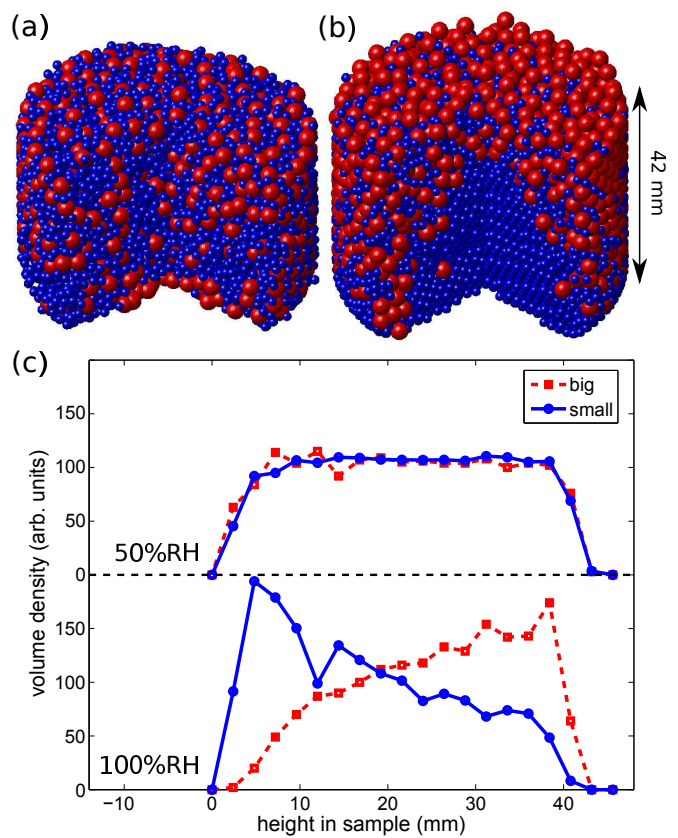 (a)
(b)
42 mm
(c)
big
small
150
100
50
0
50%RH
150
100
50
0
100%RH
volume density (arb. units)
−10 0 10 20 30 40
height in sample (mm)